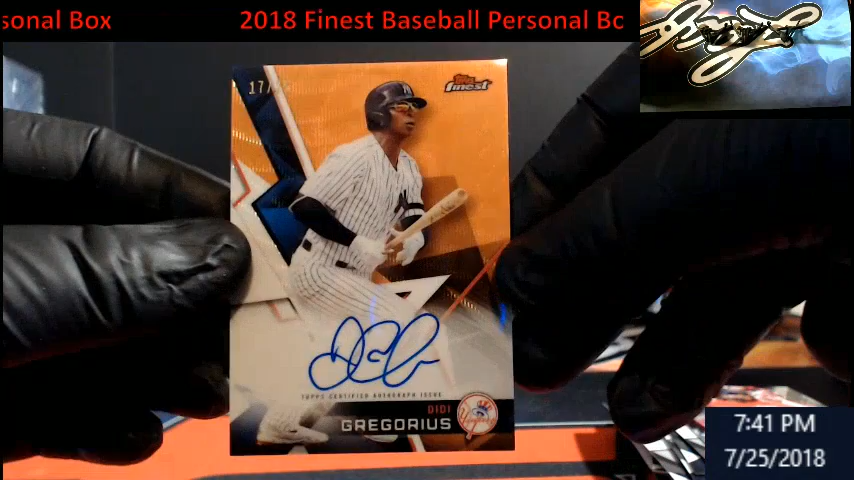 sonal Box
2018 Finest Baseball Personal Bc
17/
Topps
finest
TOPPS CERTIFIED AUTOGRAPH ISSUE
DIDI
GREGORIUS
7:41 PM
7/25/2018